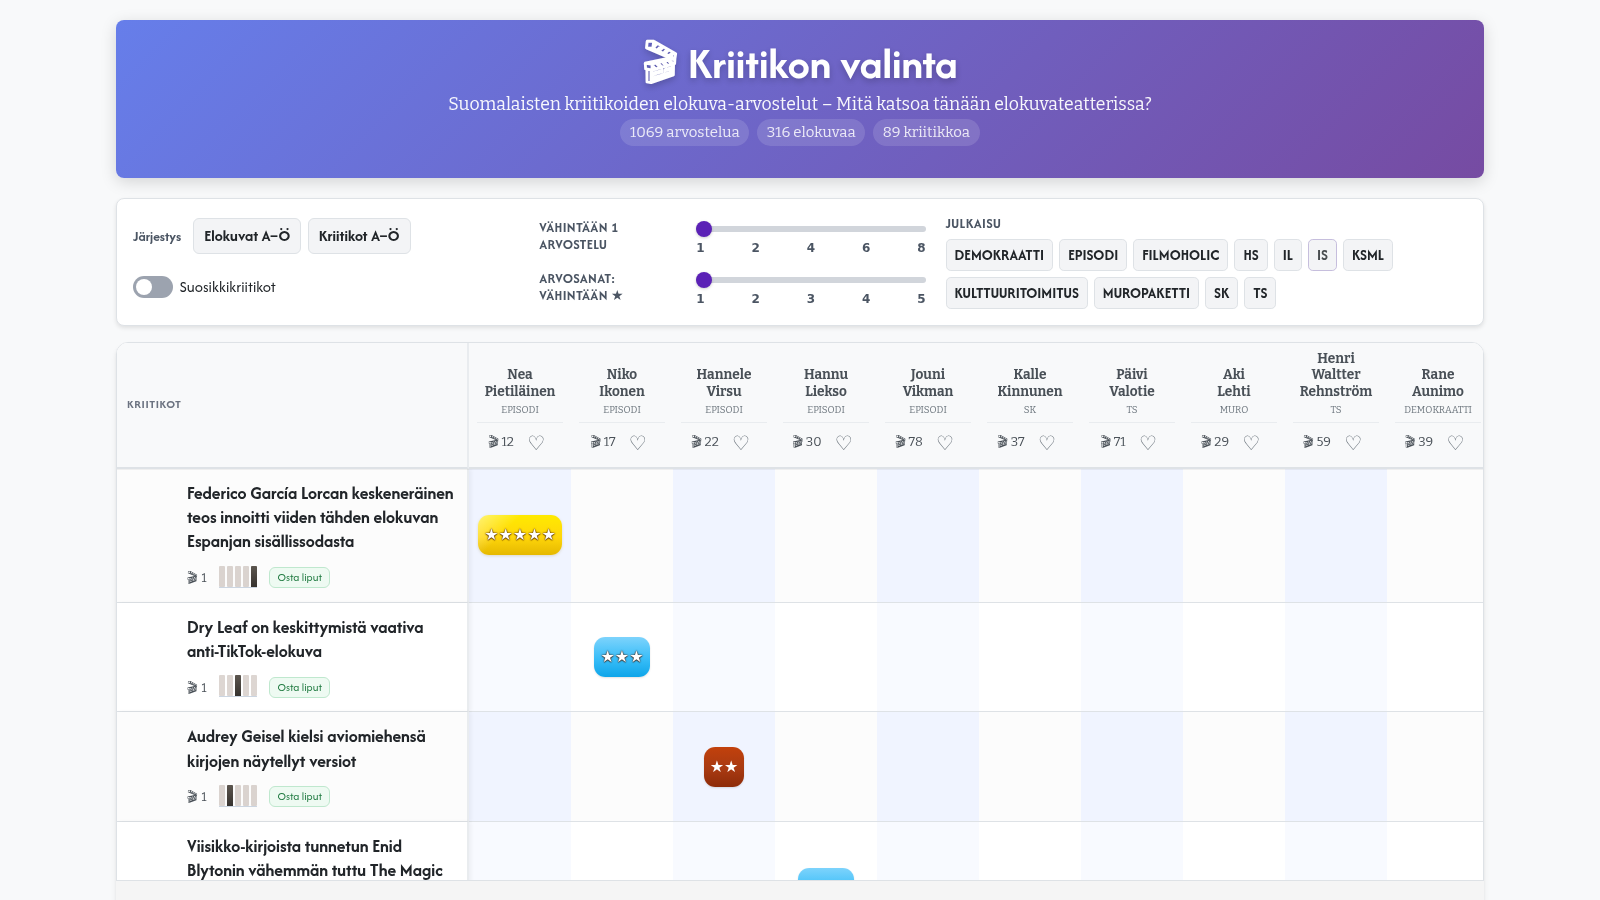 Kriitikon valinta
Suomalaisten kriitikoiden elokuva-arvostelut – Mitä katsoa tänään elokuvateatterissa?
1069 arvostelua 316 elokuvaa 89 kriitikkoa
Järjestys Elokuvat A–Ö Kriitikot A–Ö
Suosikkikriitikot
VÄHINTÄÄN 1
ARVOSTELU
1 2 4 6 8
ARVOSANAT:
VÄHINTÄÄN ★
1 2 3 4 5
JULKAISU
DEMOKRAATTI EPISODI FILMOHOLIC HS IL IS KSML
KULTTUURITOIMITUS MUROPAKETTI SK TS
KRIITIKOT
Nea
Pietiläinen
EPISODI
12 ♡
Niko
Ikonen
EPISODI
17 ♡
Hannele
Virsu
EPISODI
22 ♡
Hannu
Liekso
EPISODI
30 ♡
Jouni
Vikman
EPISODI
78 ♡
Kalle
Kinnunen
SK
37 ♡
Päivi
Valotie
TS
71 ♡
Aki
Lehti
MURO
29 ♡
Henri
Waltter
Rehnström
TS
59 ♡
Rane
Aunimo
DEMOKRAATTI
39 ♡
Federico García Lorcan keskeneräinen
teos innoitti viiden tähden elokuvan
Espanjan sisällissodasta
1 Osta liput
★★★★★
Dry Leaf on keskittymistä vaativa
anti-TikTok-elokuva
1 Osta liput
★★★
Audrey Geisel kielsi aviomiehensä
kirjojen näytellyt versiot
1 Osta liput
★★
Viisikko-kirjoista tunnetun Enid
Blytonin vähemmän tuttu The Magic